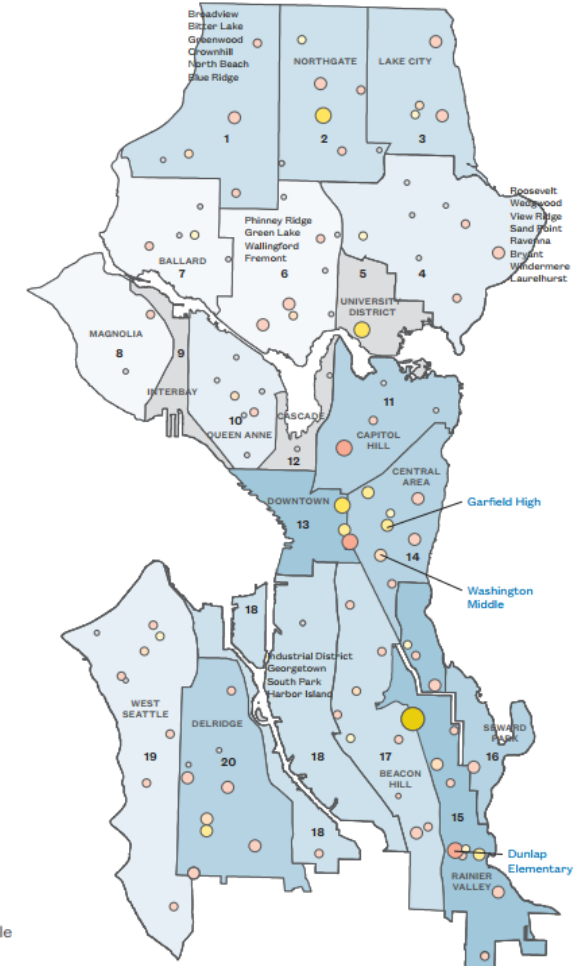 Broadview
Bitter Lake
Greenwood
Crownhill
North Beach
Blue Ridge
NORTHGATE
LAKE CITY
1
2
3
Roosevelt
Wedgwood
View Ridge
Sand Point
Ravenna
Bryant
Windermere
Laurelhurst
Phinney Ridge
Green Lake
Wallingford
Fremont
BALLARD
7
6
5
4
UNIVERSITY
DISTRICT
MAGNOLIA
8
9
INTERBAY
10
QUEEN ANNE
CASCADE
12
11
CAPITOL
HILL
CENTRAL
AREA
DOWNTOWN
13
14
Garfield High
Washington
Middle
18
Industrial District
Georgetown
South Park
Harbor Island
WEST
SEATTLE
19
DELRIDGE
20
18
18
17
BEACON
HILL
SEWARD
PARK
16
15
Dunlap
Elementary
RAINIER
VALLEY
le